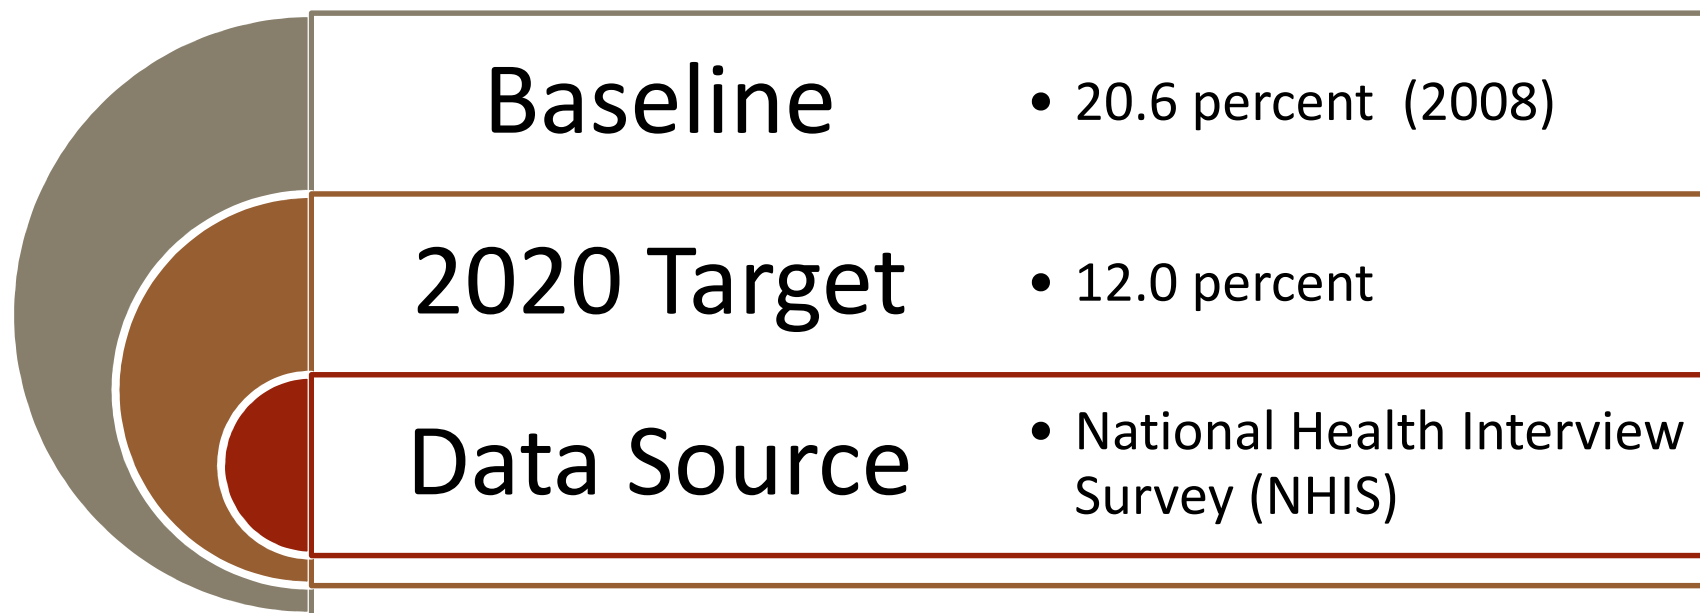 Baseline
• 20.6 percent (2008)
2020 Target
• 12.0 percent
Data Source
• National Health Interview
Survey (NHIS)